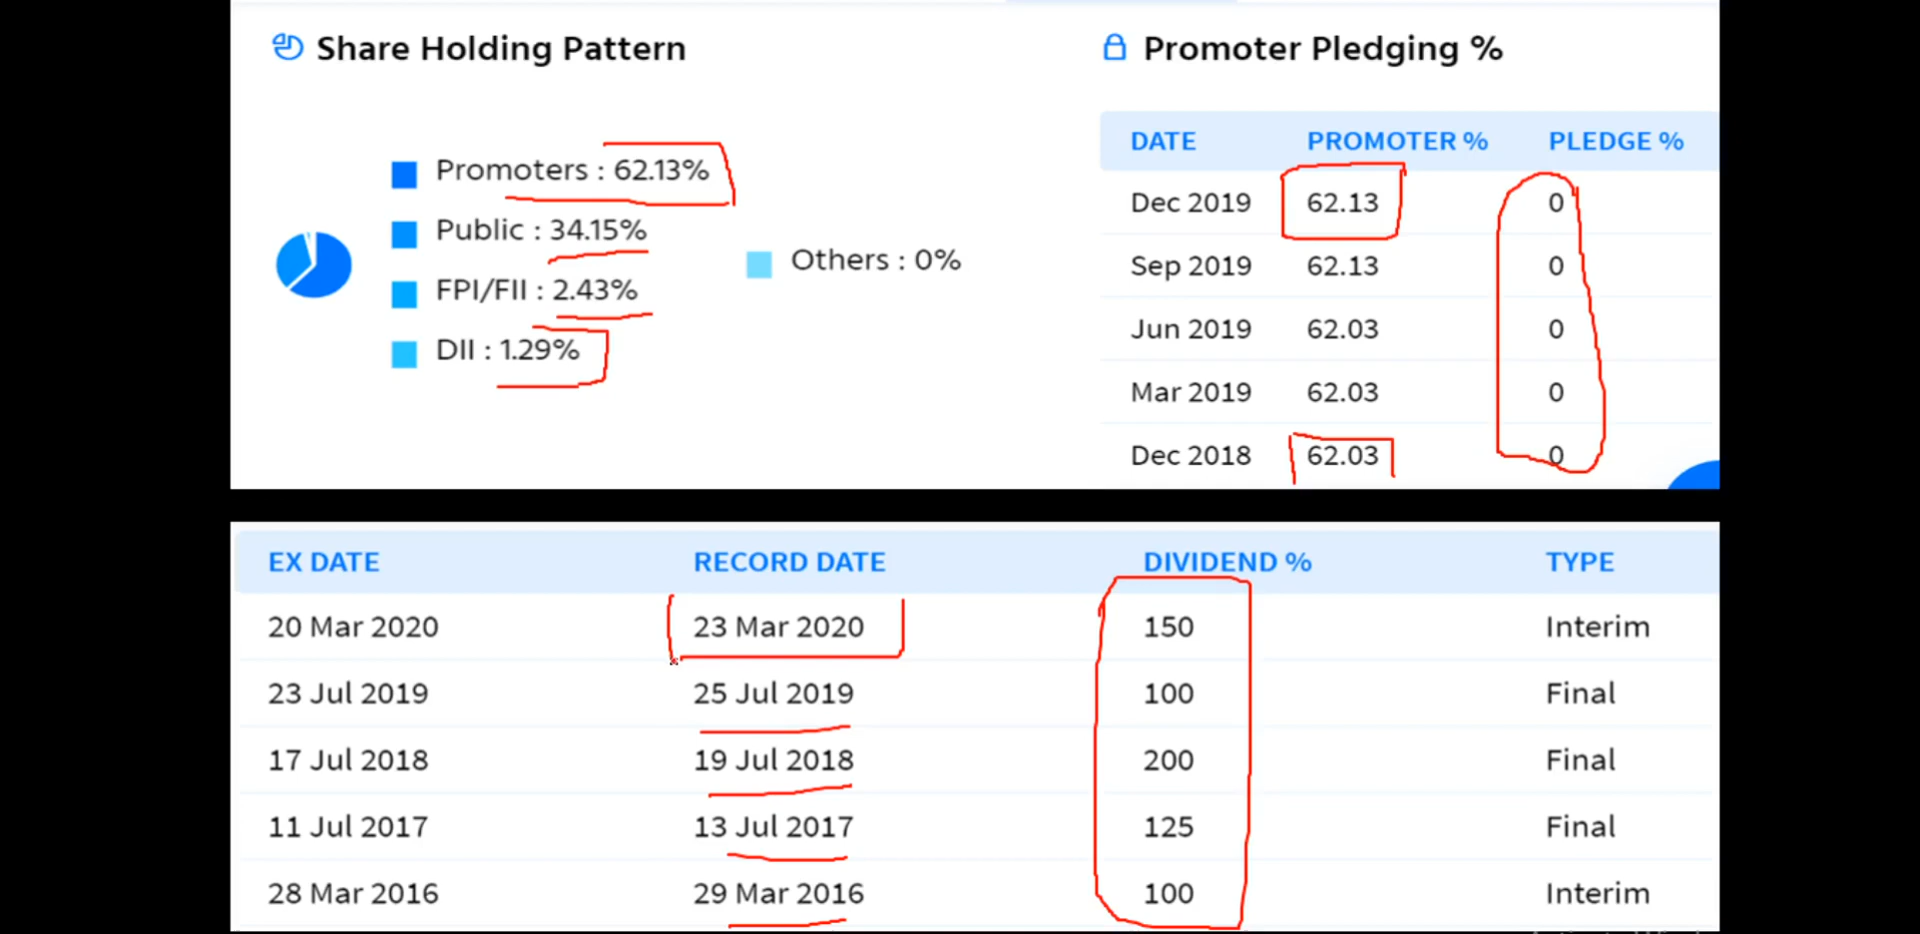 Share Holding Pattern
Promoters : 62.13%
Public : 34.15%
FPI/FII : 2.43%
DII : 1.29%
Others : 0%
Promoter Pledging %
DATE PROMOTER % PLEDGE %
Dec 2019 62.13 0
Sep 2019 62.13 0
Jun 2019 62.03 0
Mar 2019 62.03 0
Dec 2018 62.03 0
EX DATE RECORD DATE DIVIDEND % TYPE
20 Mar 2020 23 Mar 2020 150 Interim
23 Jul 2019 25 Jul 2019 100 Final
17 Jul 2018 19 Jul 2018 200 Final
11 Jul 2017 13 Jul 2017 125 Final
28 Mar 2016 29 Mar 2016 100 Interim